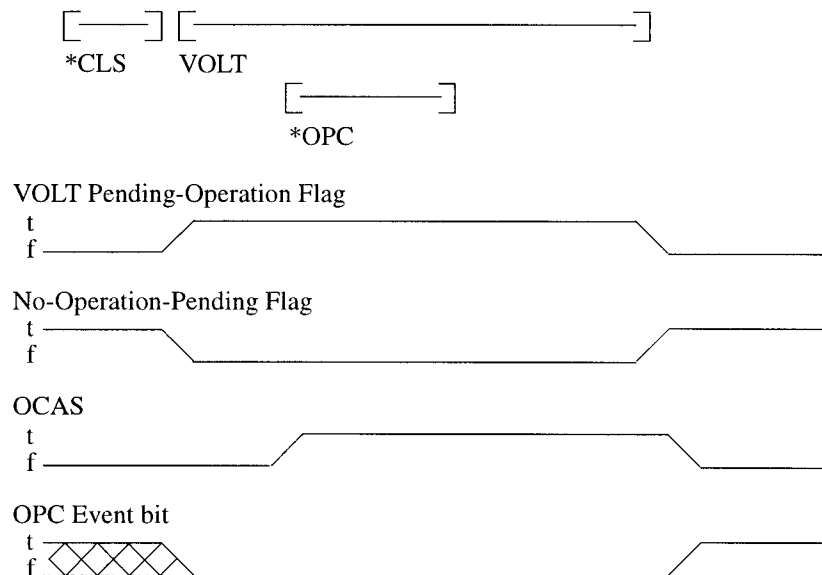 *CLS VOLT
*OPC
VOLT Pending-Operation Flag
t
f
No-Operation-Pending Flag
t
f
OCAS
t
f
OPC Event bit
t
f